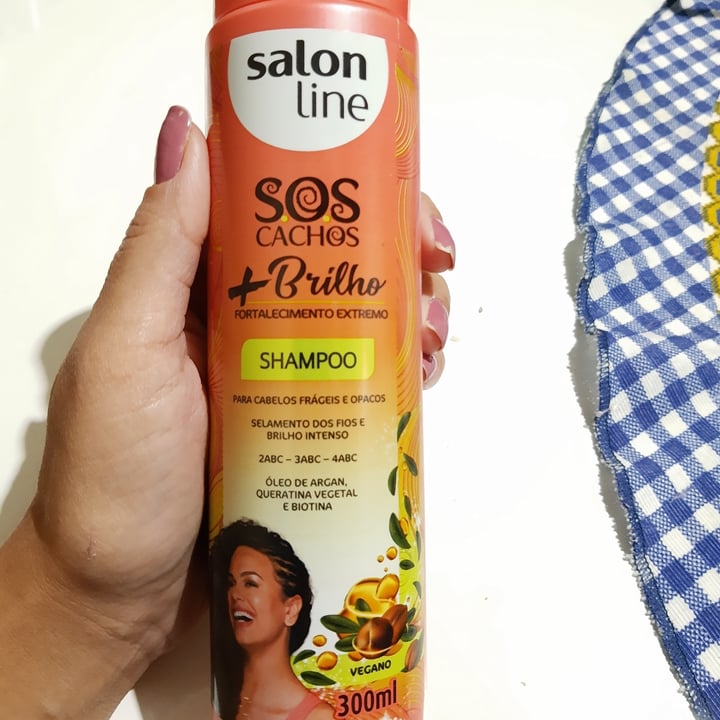 salon
line
S.O.S
CACHOS
+Brilho
FORTALECIMENTO EXTREMO
SHAMPOO
PARA CABELOS FRÁGEIS E OPACOS
SELAMENTO DOS FIOS E
BRILHO INTENSO
2ABC – 3ABC – 4ABC
ÓLEO DE ARGAN,
QUERATINA VEGETAL
E BIOTINA
VEGANO
300ml